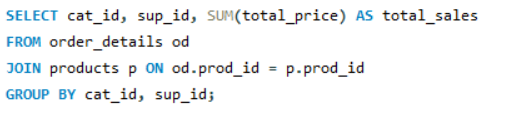 SELECT cat_id, sup_id, SUM(total_price) AS total_sales
FROM order_details od
JOIN products p ON od.prod_id = p.prod_id
GROUP BY cat_id, sup_id;